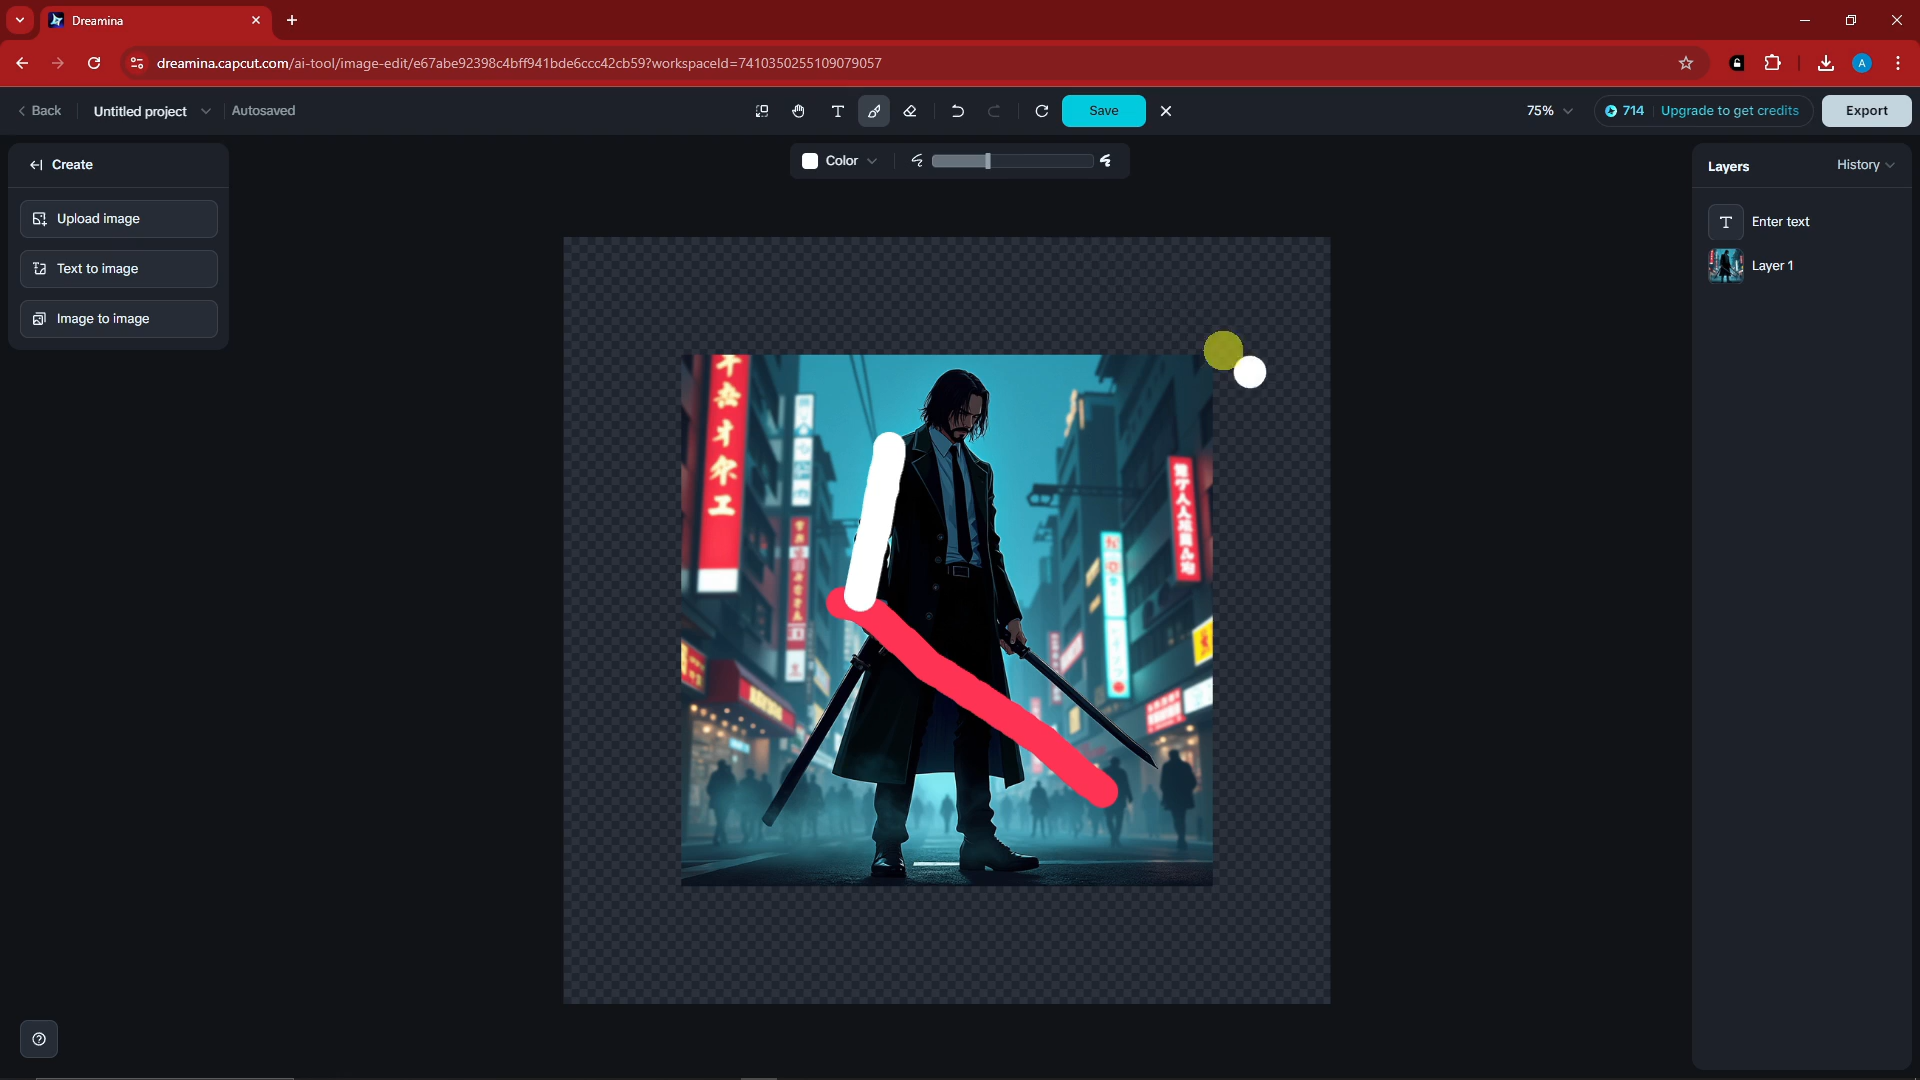 Dreamina
dreamina.capcut.com/ai-tool/image-edit/e67abe92398c4bff941bde6ccc42cb59?workspaceId=7410350255109079057
A
Back
Untitled project
Autosaved
T
Save
75%
714
Upgrade to get credits
Export
Create
Color
Layers
History
Upload image
T
Enter text
Text to image
Layer 1
Image to image